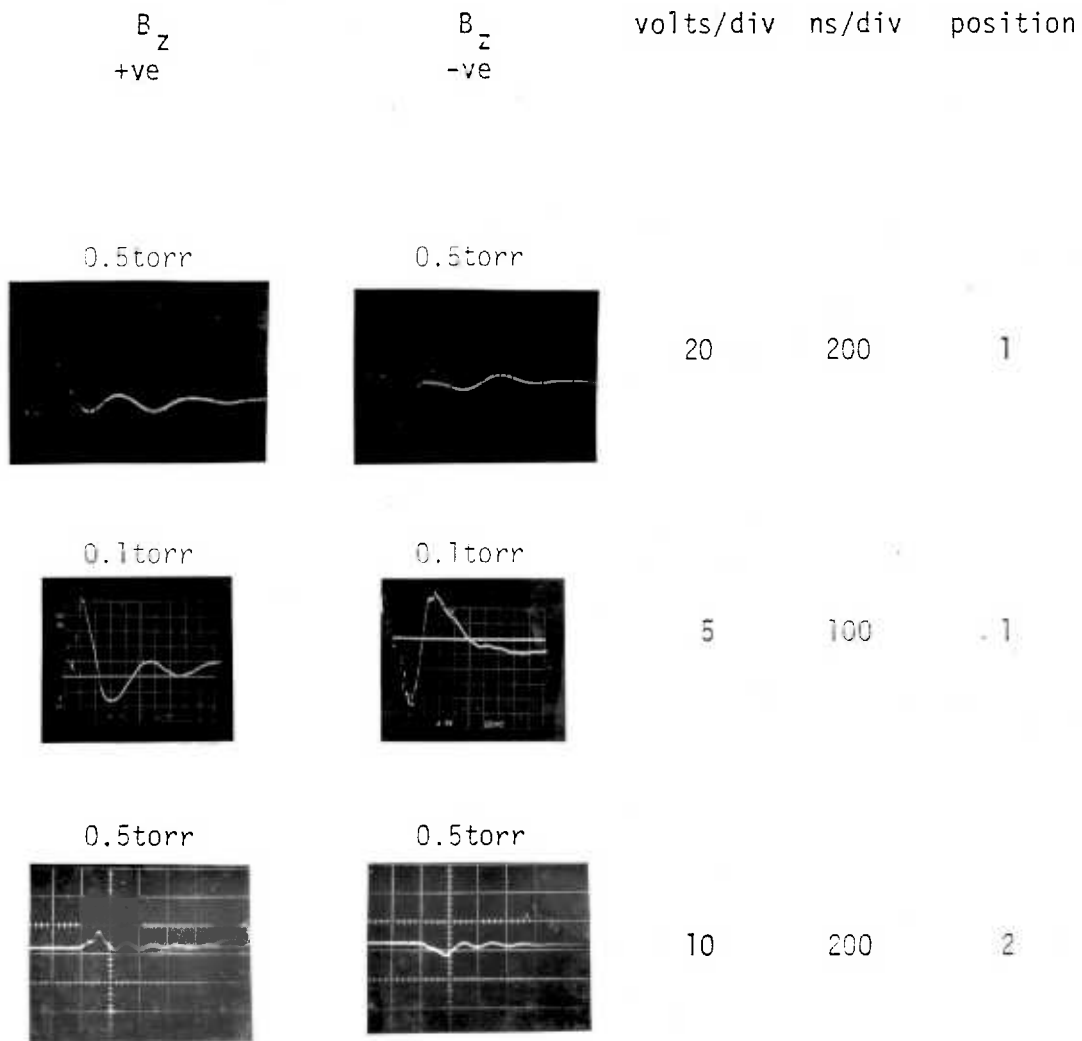 B_z B_z volts/div ns/div position
+ve -ve
0.5torr 0.5torr
20 200 1
0.1torr 0.1torr
5 100 1
0.5torr 0.5torr
10 200 2